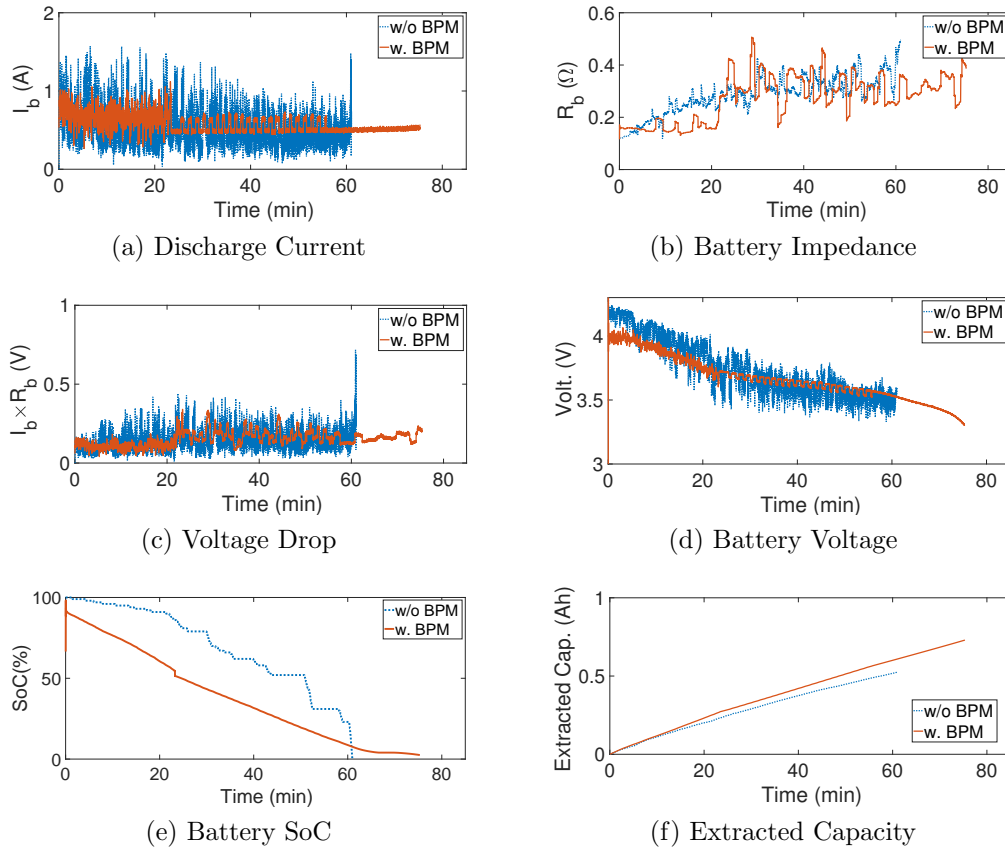 2
1
0
I_b (A)
0 20 40 60 80
Time (min)
w/o BPM
w. BPM
(a) Discharge Current
0.6
0.4
0.2
0
R_b (Ω)
0 20 40 60 80
Time (min)
w/o BPM
w. BPM
(b) Battery Impedance
1
0.5
0
I_b×R_b (V)
0 20 40 60 80
Time (min)
w/o BPM
w. BPM
(c) Voltage Drop
4
3.5
3
Volt. (V)
0 20 40 60 80
Time (min)
w/o BPM
w. BPM
(d) Battery Voltage
100
50
0
SoC(%)
0 20 40 60 80
Time (min)
w/o BPM
w. BPM
(e) Battery SoC
1
0.5
0
Extracted Cap. (Ah)
0 20 40 60 80
Time (min)
w/o BPM
w. BPM
(f) Extracted Capacity